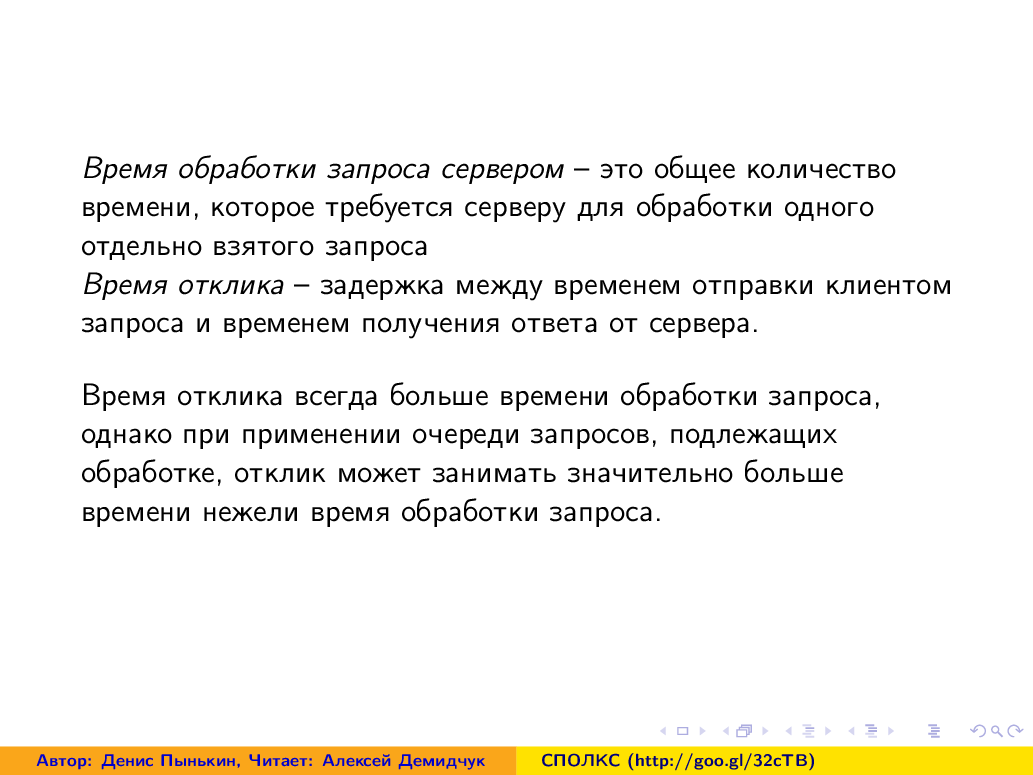 Время обработки запроса сервером – это общее количество
времени, которое требуется серверу для обработки одного
отдельно взятого запроса
Время отклика – задержка между временем отправки клиентом
запроса и временем получения ответа от сервера.
Время отклика всегда больше времени обработки запроса,
однако при применении очереди запросов, подлежащих
обработке, отклик может занимать значительно больше
времени нежели время обработки запроса.
Автор: Денис Пынькин, Читает: Алексей Демидчук
СПОЛКС (http://goo.gl/32cTB)